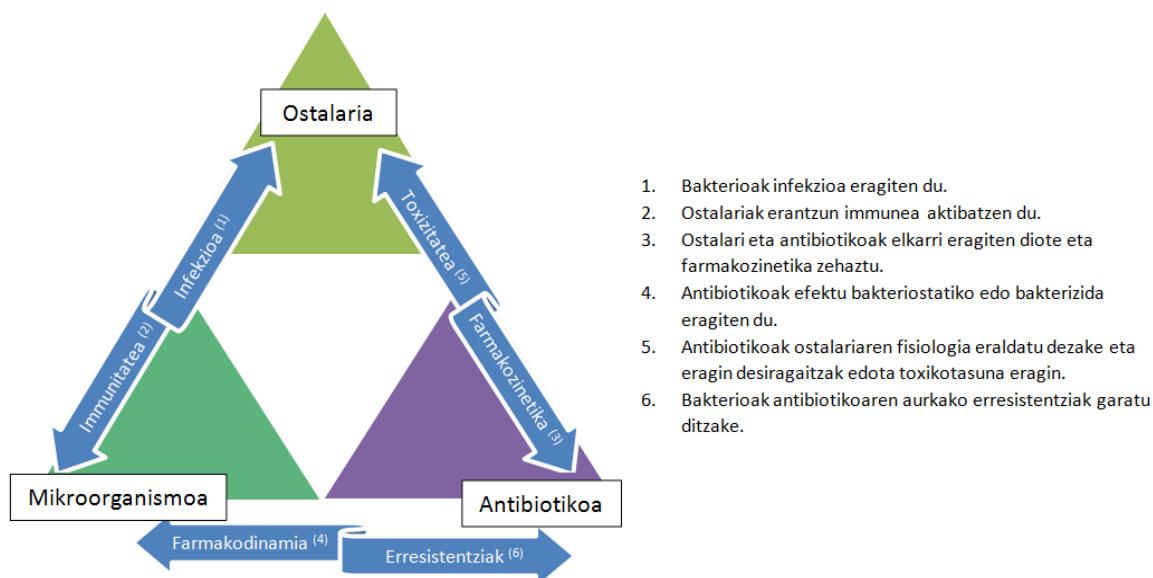 Ostalaria
Infekzioa (1)
Toxizitatea (5)
Immunitatea (2)
Farmakozinetika (3)
Mikroorganismoa
Antibiotikoa
Farmakodinamia (4)
Erresistentziak (6)
1. Bakterioak infekzioa eragiten du.
2. Ostalariak erantzun immunea aktibatzen du.
3. Ostalari eta antibiotikoak elkarri eragiten diote eta
farmakozinetika zehaztu.
4. Antibiotikoak efektu bakteriostatiko edo bakterizida
eragiten du.
5. Antibiotikoak ostalariaren fisiologia eraldatu dezake eta
eragin desiragaitzak edota toxikotasuna eragin.
6. Bakterioak antibiotikoaren aurkako erresistentziak garatu
ditzake.